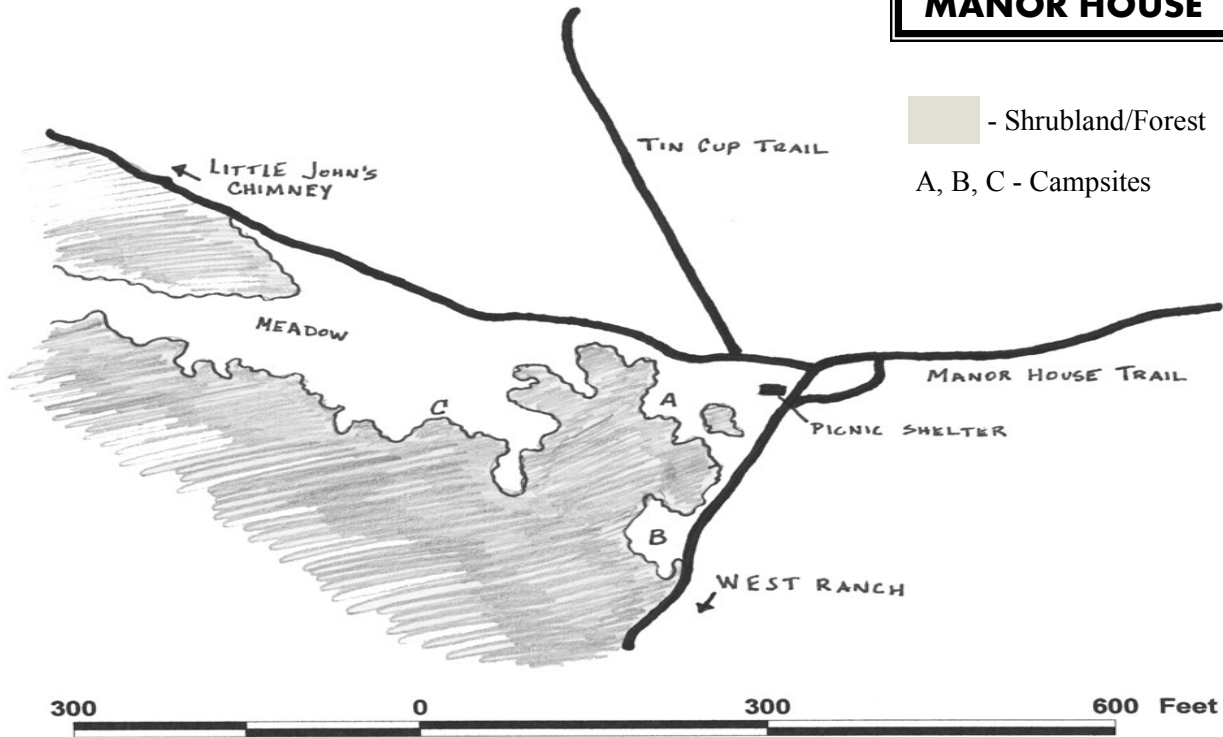 MANOR HOUSE
- Shrubland/Forest
A, B, C - Campsites
TIN CUP TRAIL
LITTLE JOHN'S
CHIMNEY
MEADOW
MANOR HOUSE TRAIL
A
C
PICNIC SHELTER
B
WEST RANCH
300 0 300 600 Feet